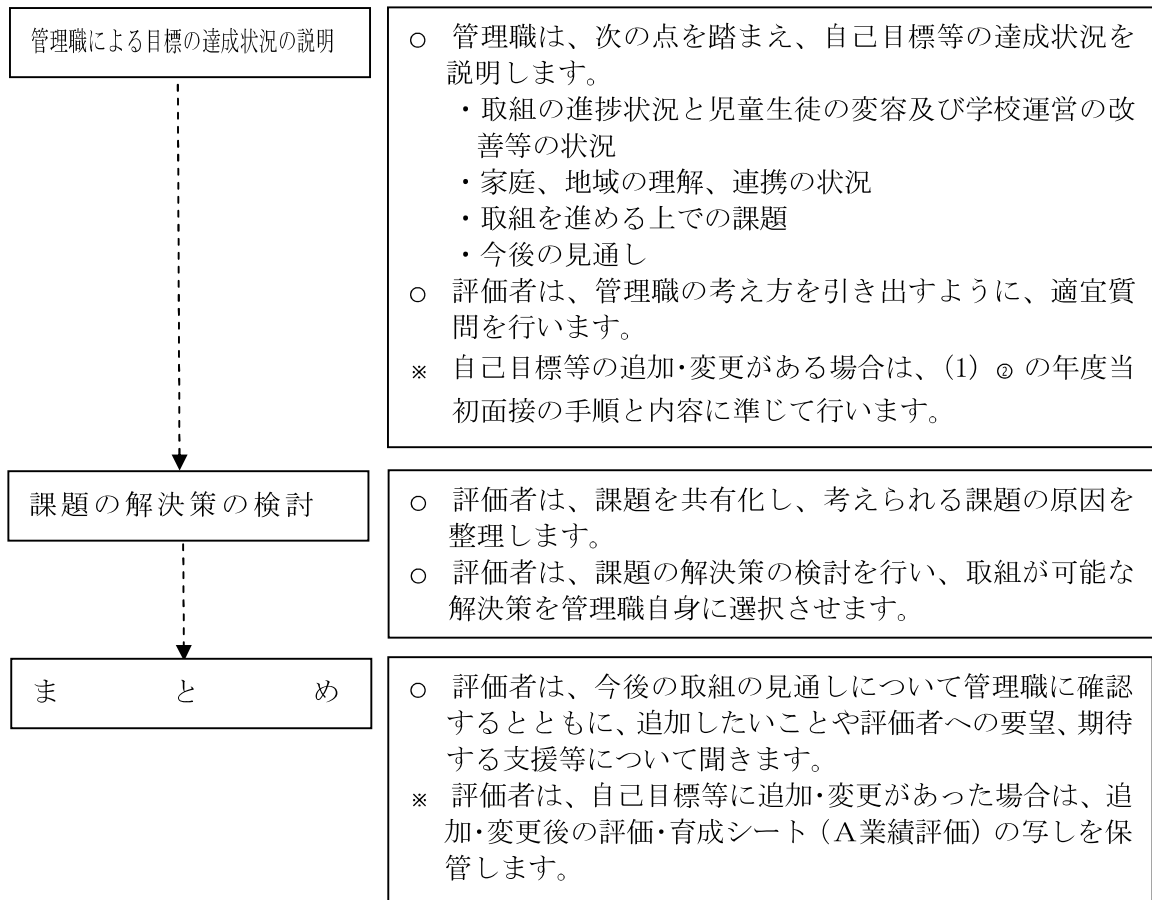 管理職による目標の達成状況の説明
○ 管理職は、次の点を踏まえ、自己目標等の達成状況を
説明します。
・取組の進捗状況と児童生徒の変容及び学校運営の改
善等の状況
・家庭、地域の理解、連携の状況
・取組を進める上での課題
・今後の見通し
○ 評価者は、管理職の考え方を引き出すように、適宜質
問を行います。
※ 自己目標等の追加・変更がある場合は、(1) ② の年度当
初面接の手順と内容に準じて行います。
課題の解決策の検討
○ 評価者は、課題を共有化し、考えられる課題の原因を
整理します。
○ 評価者は、課題の解決策の検討を行い、取組が可能な
解決策を管理職自身に選択させます。
ま と め
○ 評価者は、今後の取組の見通しについて管理職に確認
するとともに、追加したいことや評価者への要望、期待
する支援等について聞きます。
※ 評価者は、自己目標等に追加・変更があった場合は、追
加・変更後の評価・育成シート（Ａ業績評価）の写しを保
管します。